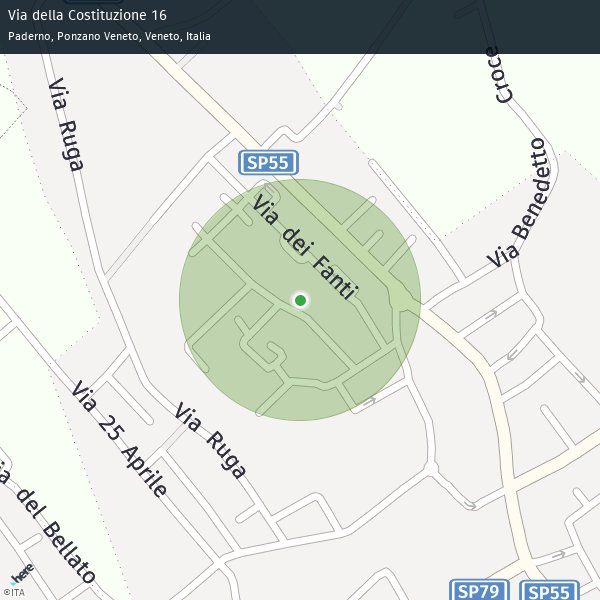 Via della Costituzione 16
Paderno, Ponzano Veneto, Veneto, Italia
Croce
Via Ruga
SP55
Via Benedetto
Via dei Fanti
Via 25 Aprile
Via Ruga
del Bellato
here
©ITA
SP79
SP55